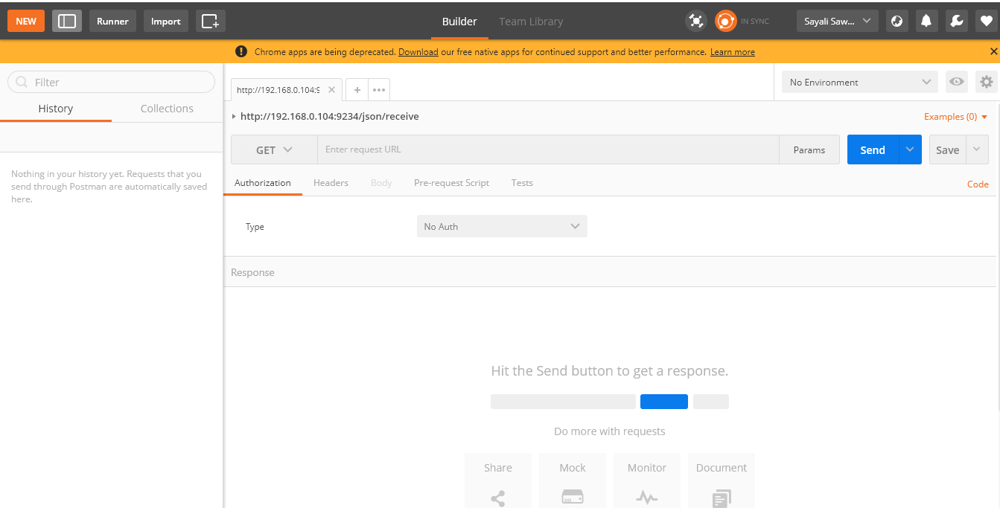 NEW Runner Import Builder Team Library IN SYNC Sayali Saw...
Chrome apps are being deprecated. Download our free native apps for continued support and better performance. Learn more
Filter
History Collections
Nothing in your history yet. Requests that you
send through Postman are automatically saved
here.
http://192.168.0.104:9 No Environment
http://192.168.0.104:9234/json/receive Examples (0)
GET Enter request URL Params Send Save
Authorization Headers Body Pre-request Script Tests Code
Type No Auth
Response
Hit the Send button to get a response.
Do more with requests
Share Mock Monitor Document